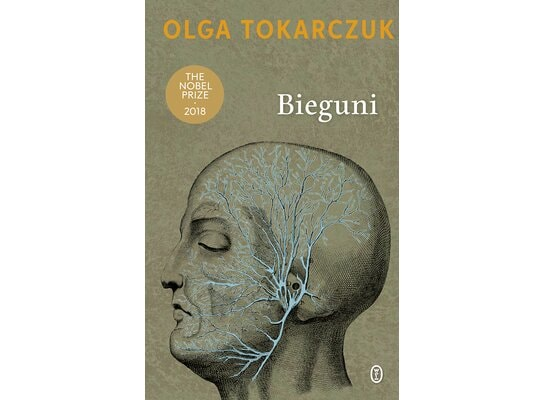 OLGA TOKARCZUK
THE
NOBEL
PRIZE
·
2018
Bieguni